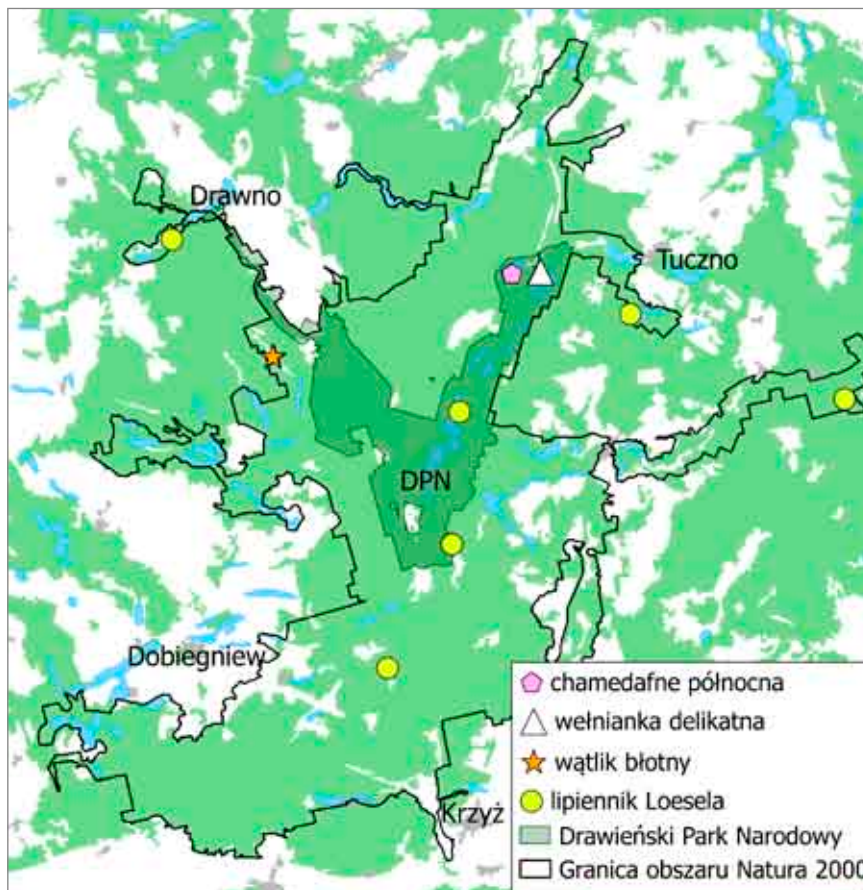 Drawno
Tuczno
DPN
Dobiegniew
Krzyż
chamedafne północna
wełnianka delikatna
wątlik błotny
lipiennik Loesela
Drawieński Park Narodowy
Granica obszaru Natura 2000